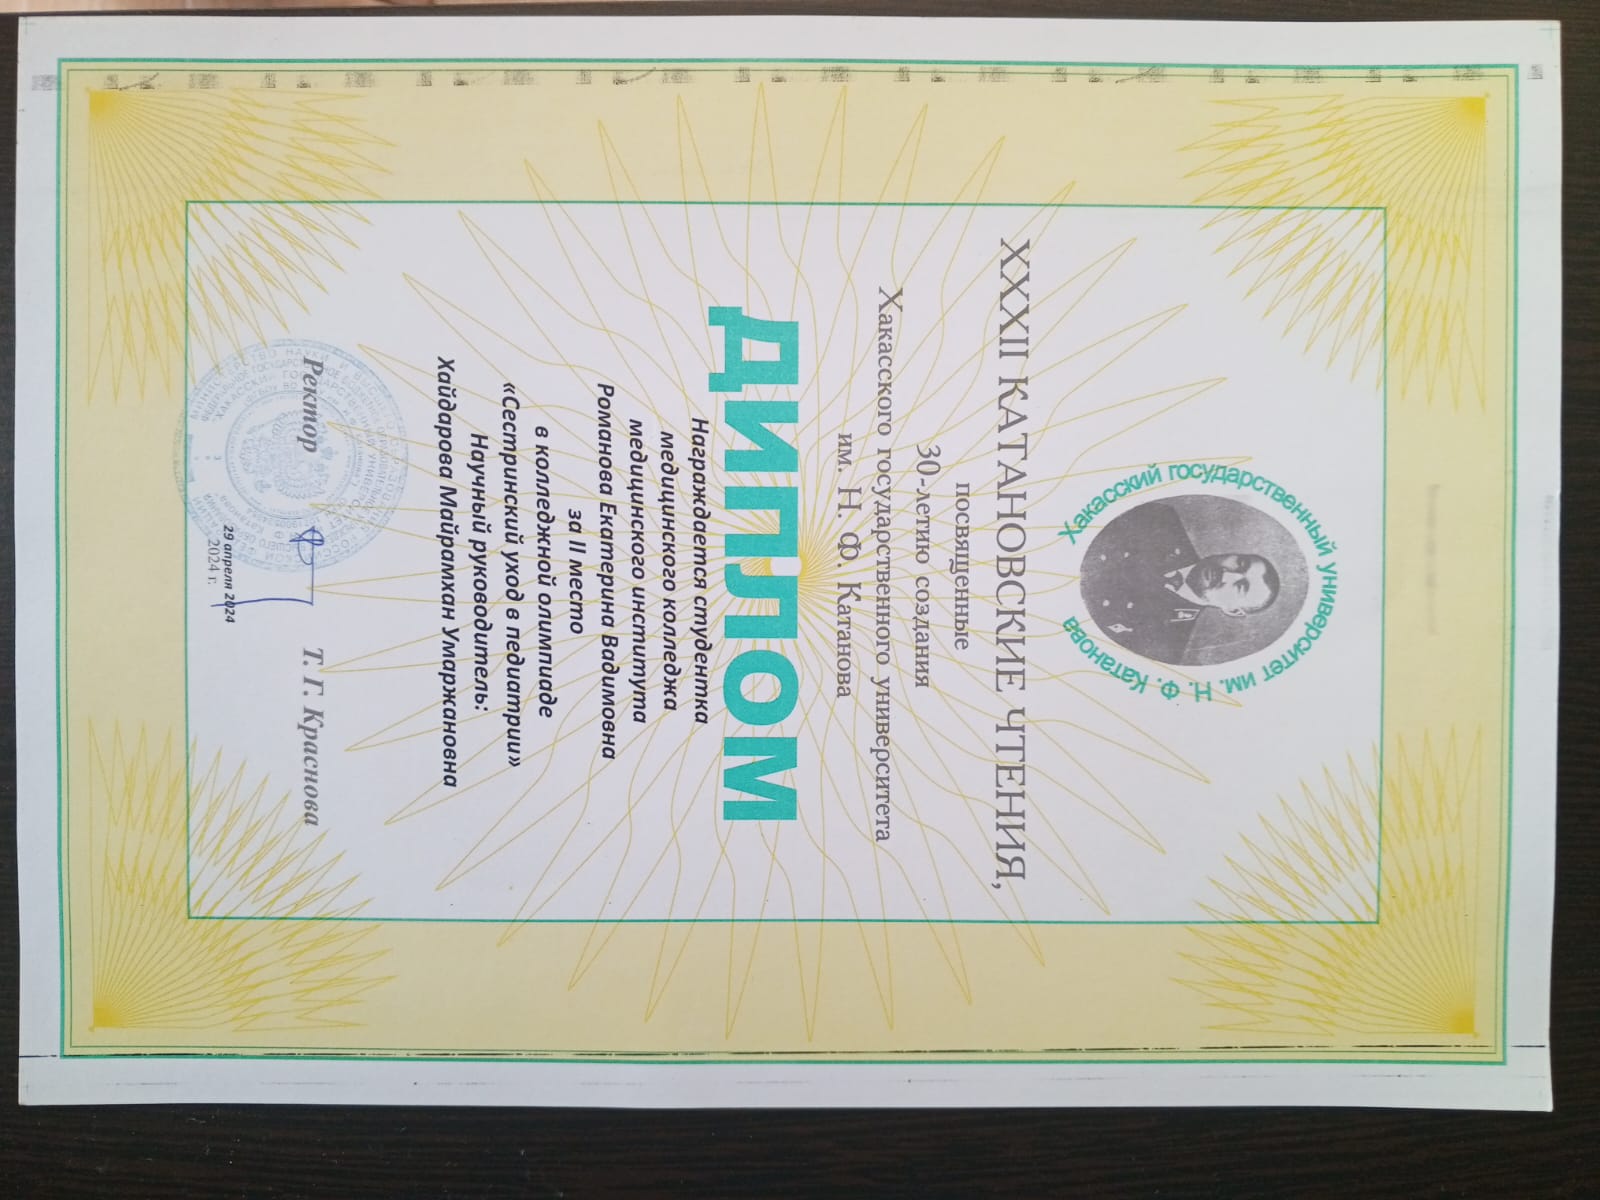 Хакасский государственный университет им. Н. Ф. Катанова
XXXII КАТАНОВСКИЕ ЧТЕНИЯ,
посвященные
30-летию создания
Хакасского государственного университета
им. Н. Ф. Катанова
ДИПЛОМ
Награждается студентка
медицинского колледжа
медицинского института
Романова Екатерина Вадимовна
за II место
в колледжной олимпиаде
«Сестринский уход в педиатрии»
Научный руководитель:
Хайдарова Майрамхан Умаржановна
Ректор
Т. Г. Краснова
29 апреля 2024
2024 г.